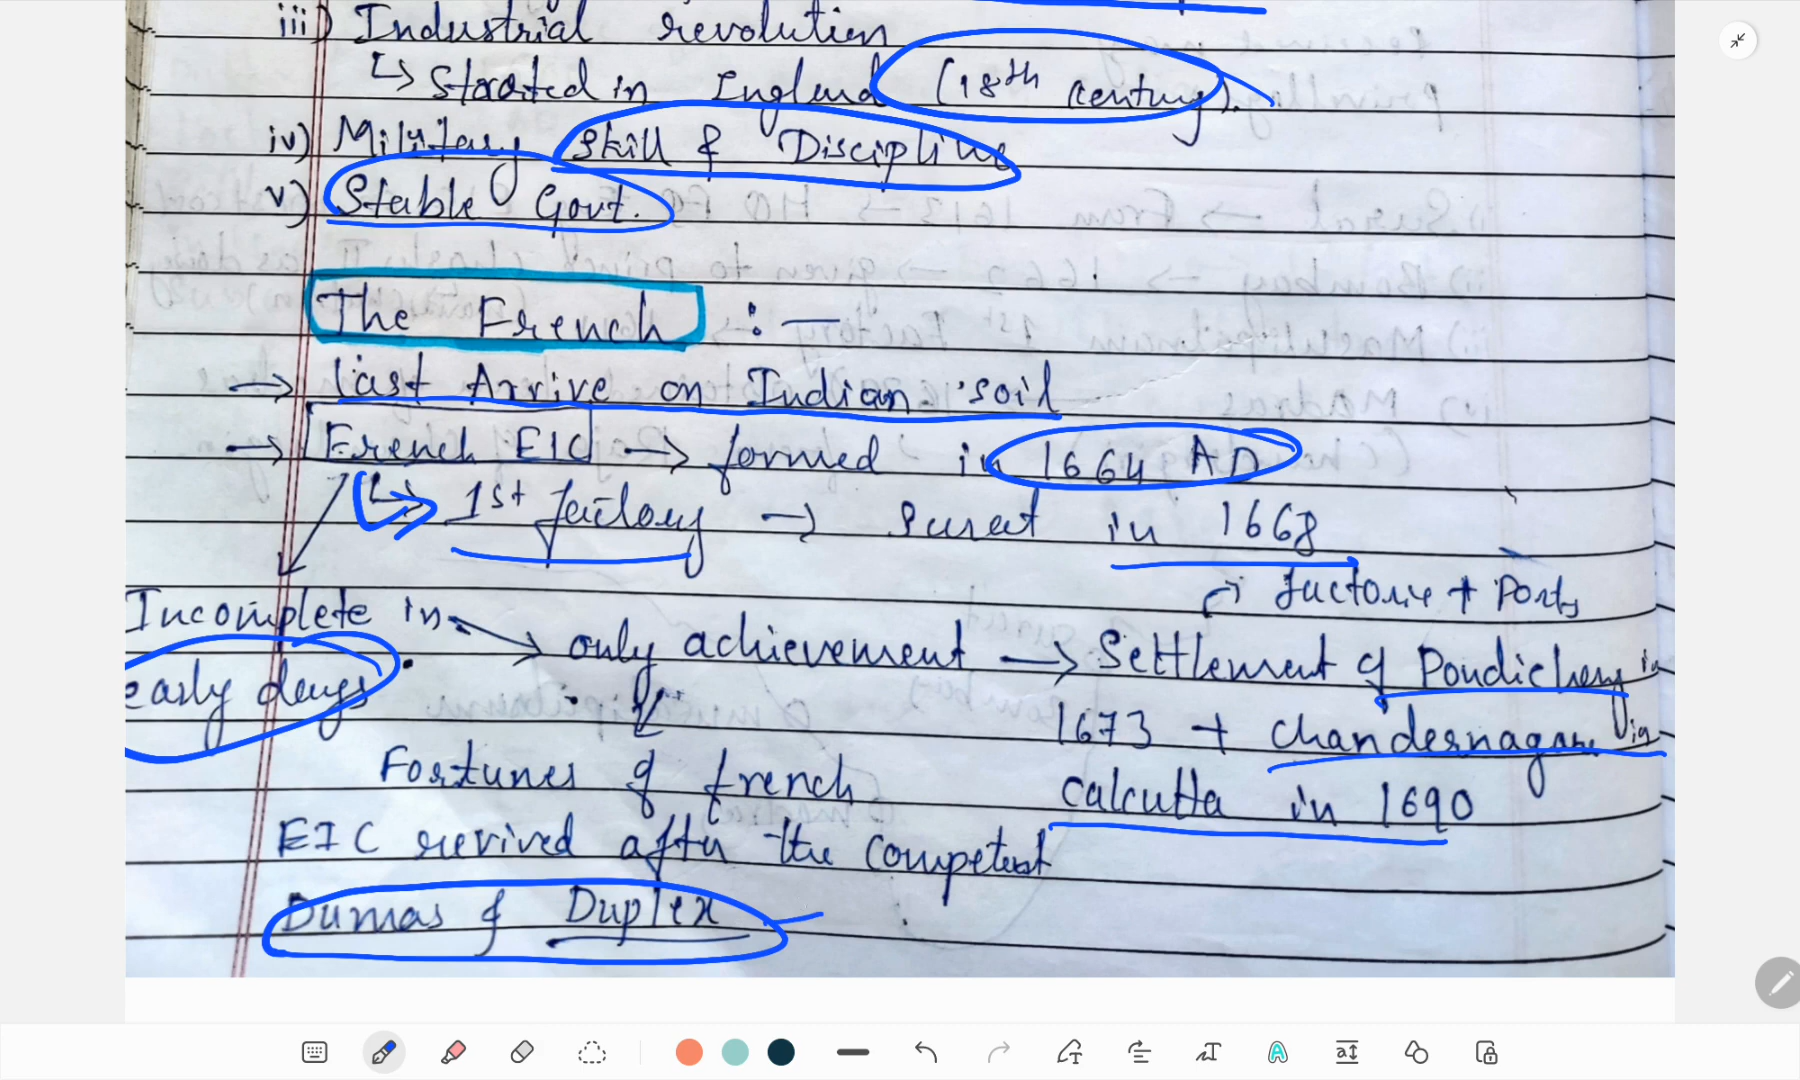 iii) Industrial revolution
↳ Started in England (18th century).
iv) Military skill & Discipline
v) Stable Govt.
The French :—
→ Last Arrive on Indian soil
→ French EIC → formed in 1664 AD
↳ 1st factory → Surat in 1668
factorie + Ports
Incomplete in early days
only achievement → Settlement of Pondichery in
1673 + Chandernagar in
Calcutta in 1690
Fortunes of french
EIC revived after the competent
Dumas & Duplex